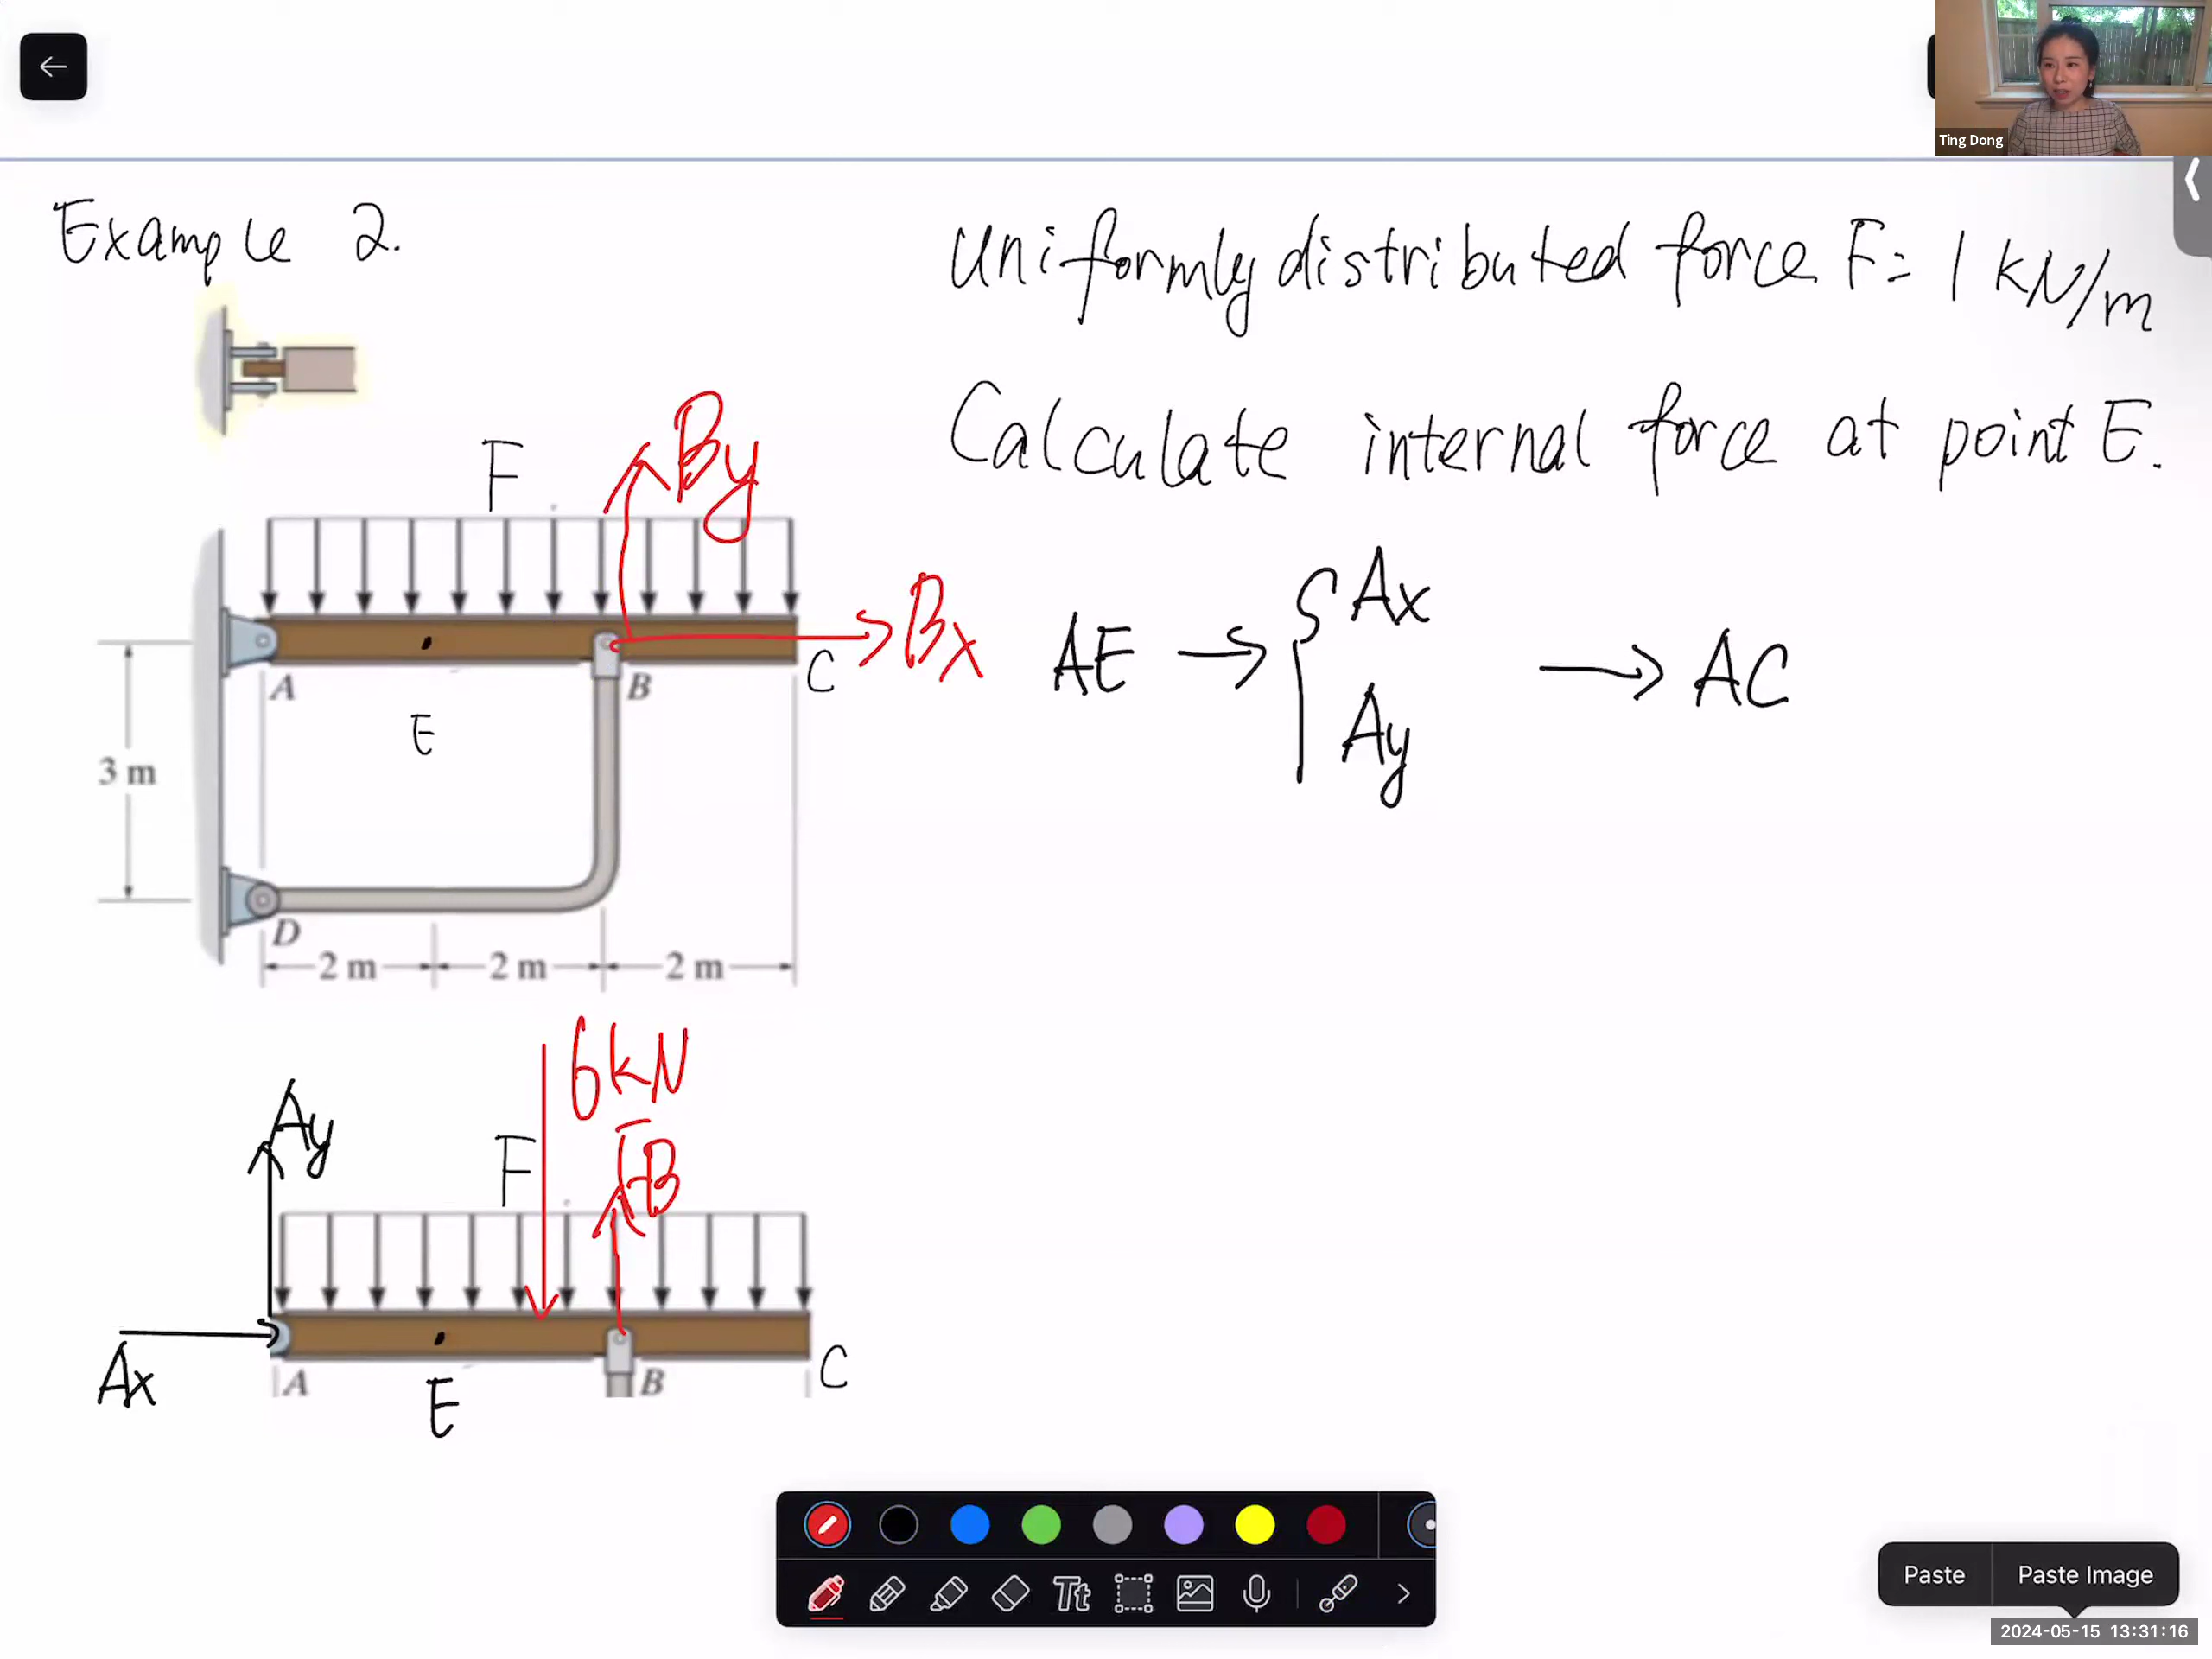 Ting Dong
Example 2.
Uniformly distributed force F= 1 kN/m
Calculate internal force at point E.
F
By
Bx
A
B
C
E
3 m
D
2 m 2 m 2 m
AE → { Ax
Ay
→ AC
6kN
Ay
F
FB
Ax
A
E
B
C
Tt
Paste Paste Image
2024-05-15 13:31:16